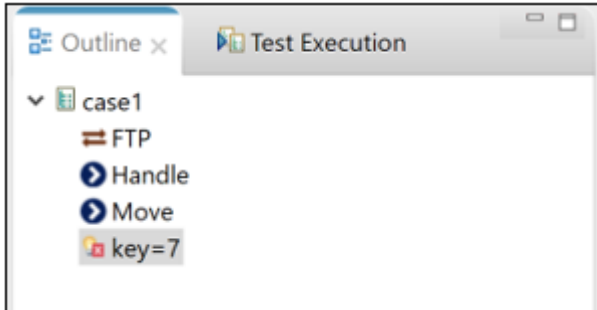 Outline Test Execution
case1
FTP
Handle
Move
key=7